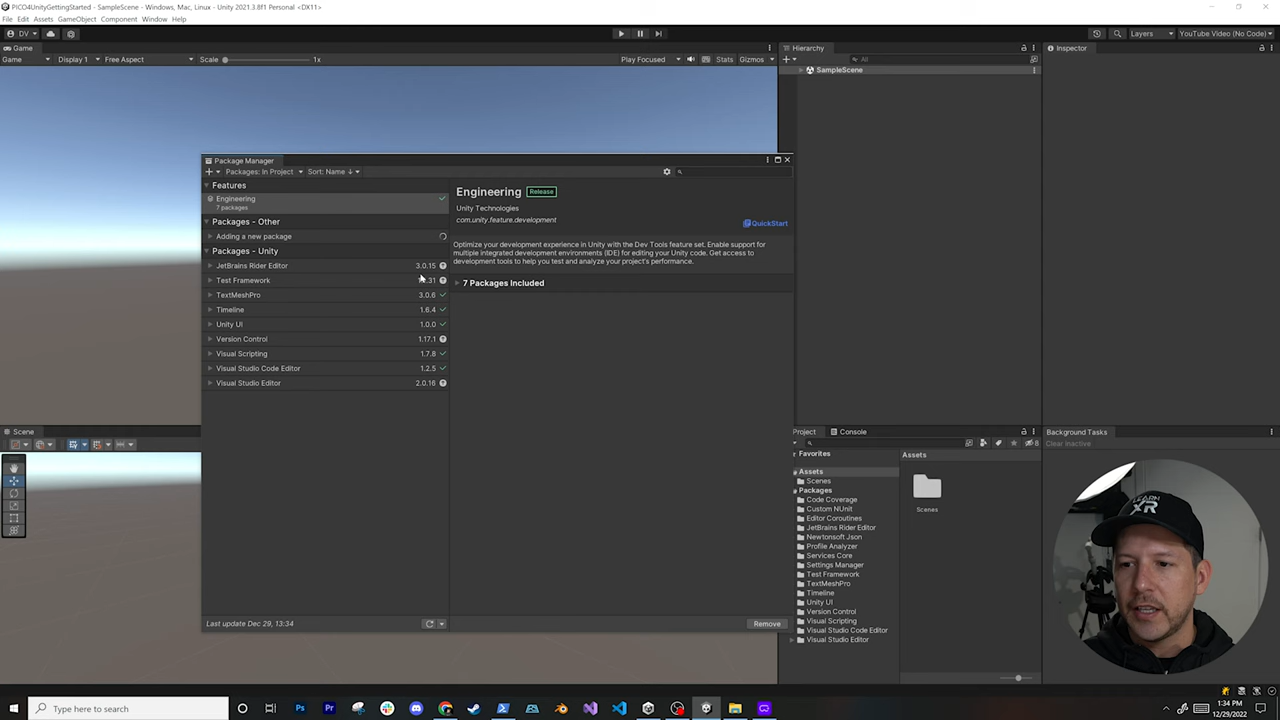 PICO4UnityGettingStarted - SampleScene - Windows, Mac, Linux - Unity 2021.3.8f1 Personal <DX11>
File Edit Assets GameObject Component Window Help
DV
Layers
YouTube Video (No Code)
Game
Game Display 1 Free Aspect Scale 1x Play Focused Stats Gizmos
Hierarchy
All
SampleScene
Inspector
Package Manager
Packages: In Project Sort: Name ↓
Features
Engineering
7 packages
Packages - Other
Adding a new package
Packages - Unity
JetBrains Rider Editor 3.0.15
Test Framework
TextMeshPro 3.0.6
Timeline 1.6.4
Unity UI 1.0.0
Version Control 1.17.1
Visual Scripting 1.7.8
Visual Studio Code Editor 1.2.5
Visual Studio Editor 2.0.16
Last update Dec 29, 13:34
Engineering Release
Unity Technologies
com.unity.feature.development
QuickStart
Optimize your development experience in Unity with the Dev Tools feature set. Enable support for
multiple integrated development environments (IDE) for editing your Unity code. Get access to
development tools to help you test and analyze your project's performance.
7 Packages Included
Remove
Scene
Project Console
8
Favorites
Assets
Scenes
Packages
Code Coverage
Custom NUnit
Editor Coroutines
JetBrains Rider Editor
Newtonsoft Json
Profile Analyzer
Services Core
Settings Manager
Test Framework
TextMeshPro
Timeline
Unity UI
Version Control
Visual Scripting
Visual Studio Code Editor
Visual Studio Editor
Assets
Scenes
Background Tasks
Clear Inactive
LEARN
XR
Type here to search
1:34 PM
12/29/2022